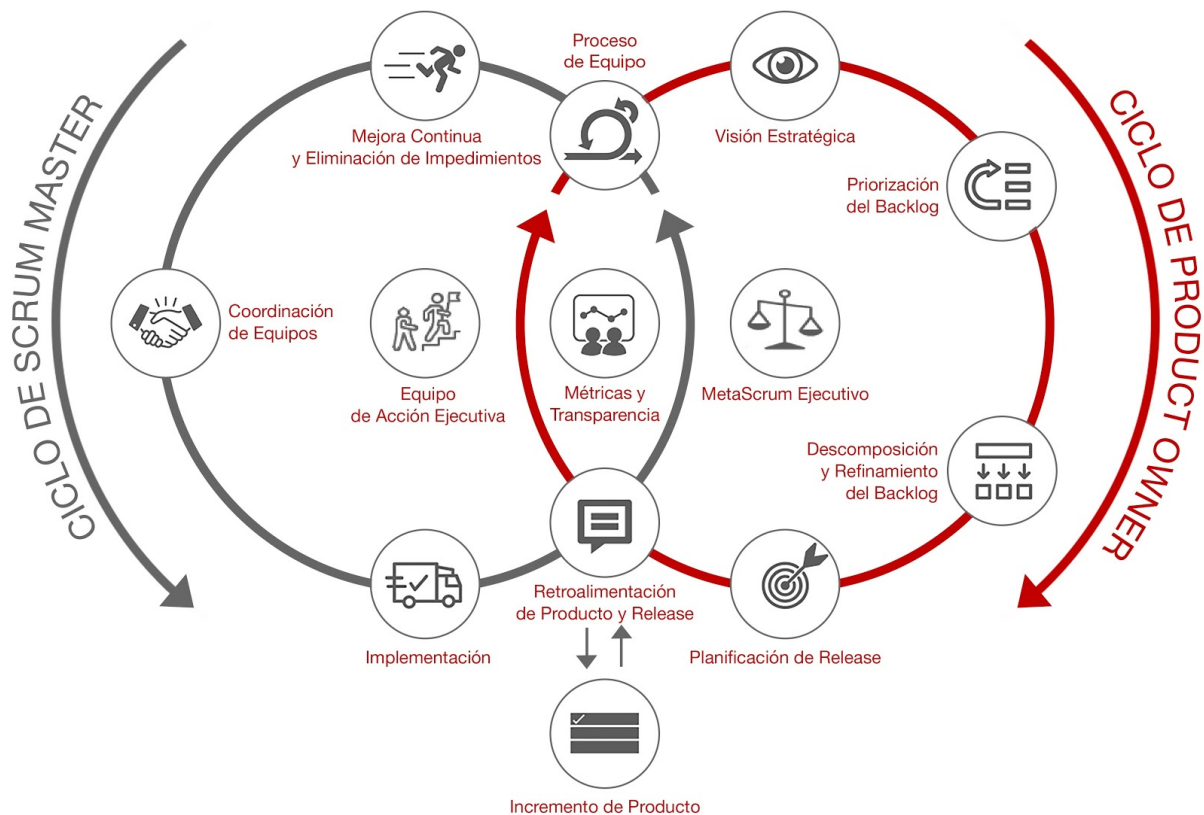 CICLO DE SCRUM MASTER
CICLO DE PRODUCT OWNER
Proceso
de Equipo
Mejora Continua
y Eliminación de Impedimientos
Visión Estratégica
Priorización
del Backlog
Coordinación
de Equipos
Equipo
de Acción Ejecutiva
Métricas y
Transparencia
MetaScrum Ejecutivo
Descomposición
y Refinamiento
del Backlog
Retroalimentación
de Producto y Release
Implementación
Planificación de Release
Incremento de Producto